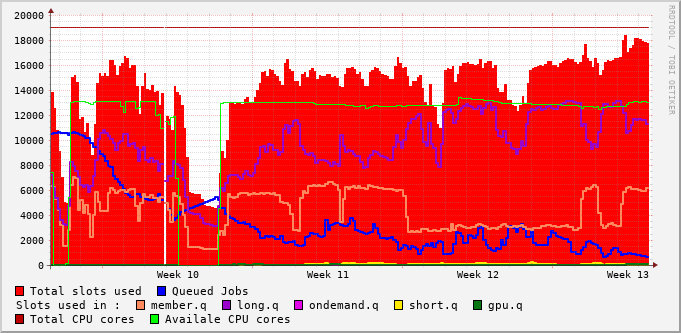 20000
18000
16000
14000
12000
10000
8000
6000
4000
2000
0
Week 10 Week 11 Week 12 Week 13
Total slots used Queued Jobs
Slots used in : member.q long.q ondemand.q short.q gpu.q
Total CPU cores Availale CPU cores
RRDTOOL / TOBI OETIKER